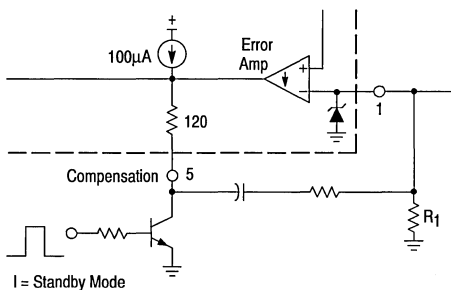 +
100µA
Error
Amp
+
−
1
120
Compensation
5
R1
I = Standby Mode